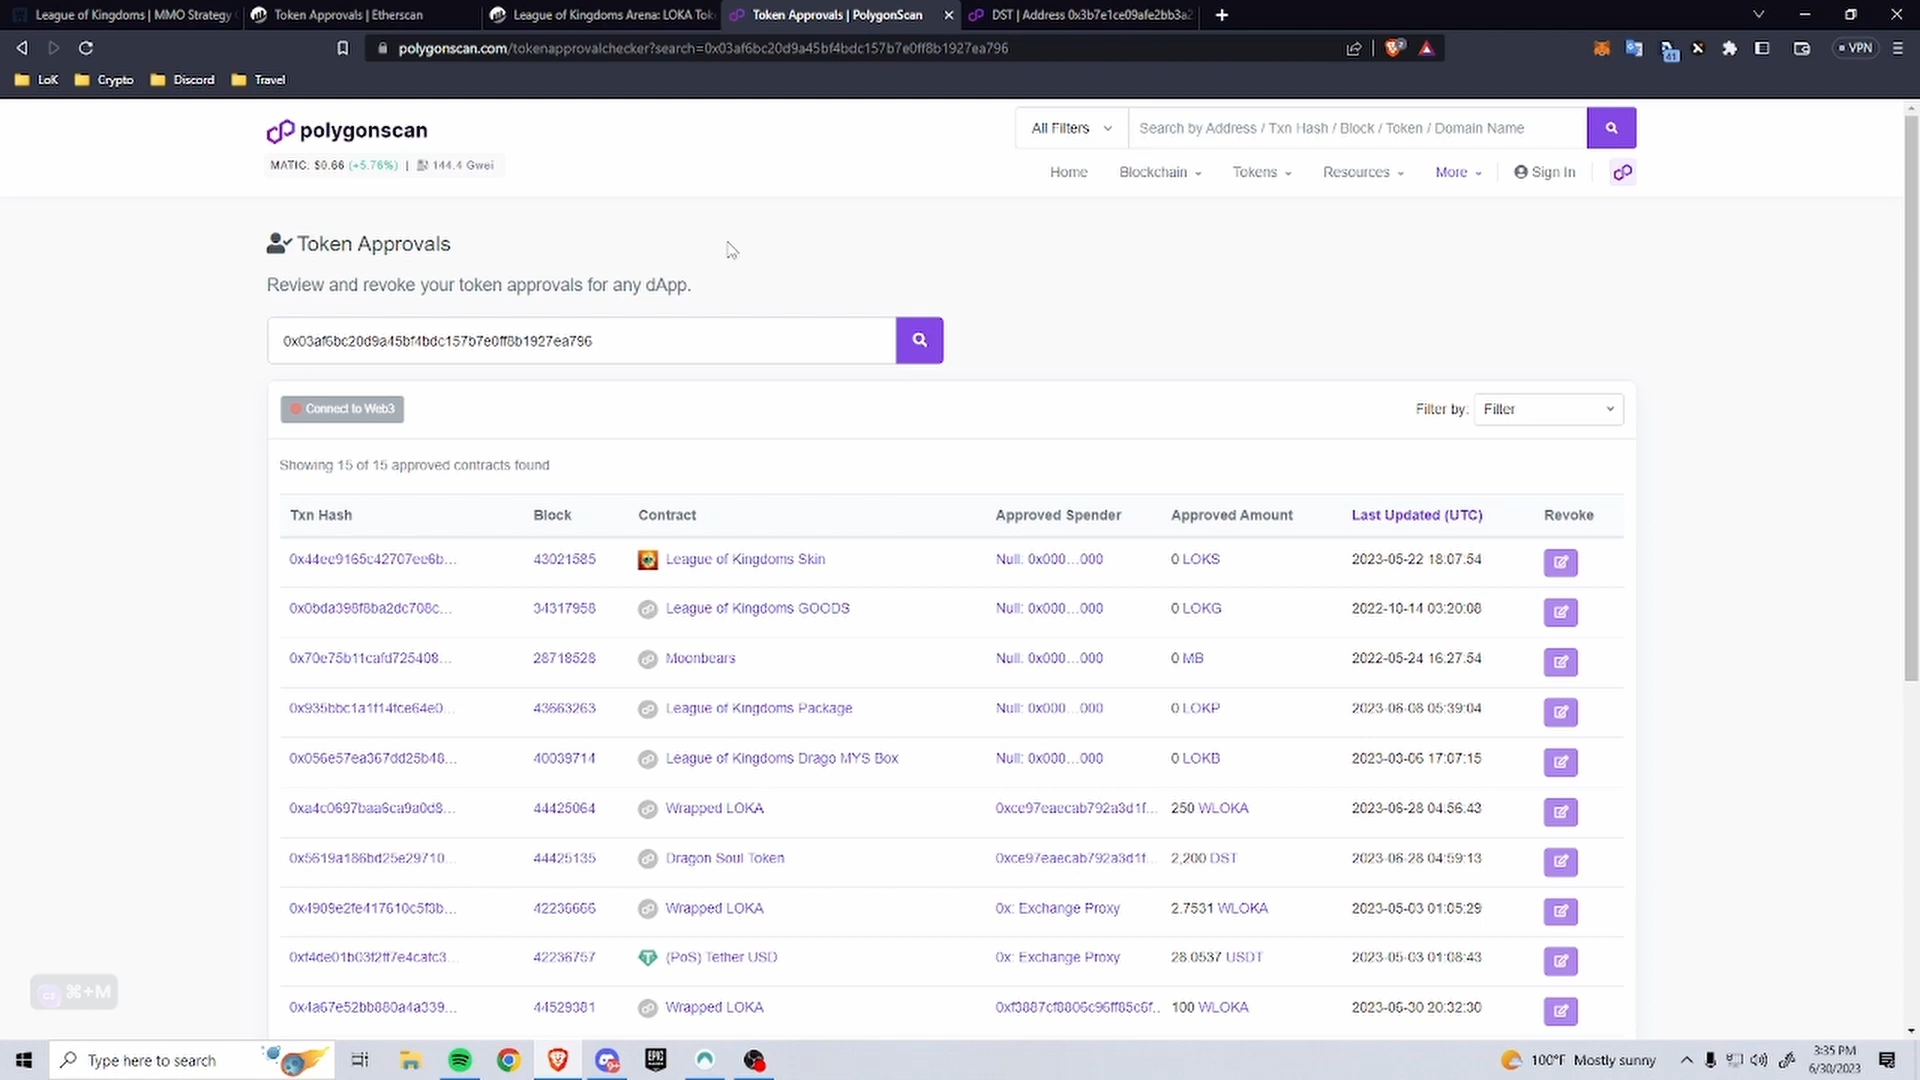 League of Kingdoms | MMO Strategy
Token Approvals | Etherscan
League of Kingdoms Arena: LOKA Tok
Token Approvals | PolygonScan
DST | Address 0x3b7e1ce09afe2bb3a2
polygonscan.com/tokenapprovalchecker?search=0x03af6bc20d9a45bf4bdc157b7e0ff8b1927ea796
41
VPN
LoK
Crypto
Discord
Travel
polygonscan
MATIC: $0.66 (+5.76%) | 144.4 Gwei
All Filters
Search by Address / Txn Hash / Block / Token / Domain Name
Home
Blockchain
Tokens
Resources
More
Sign In
Token Approvals
Review and revoke your token approvals for any dApp.
0x03af6bc20d9a45bf4bdc157b7e0ff8b1927ea796
Connect to Web3
Filter by: Filter
Showing 15 of 15 approved contracts found
Txn Hash Block Contract Approved Spender Approved Amount Last Updated (UTC) Revoke
0x44ee9165c42707ee6b... 43021585 League of Kingdoms Skin Null: 0x000...000 0 LOKS 2023-05-22 18:07:54
0x0bda398f8ba2dc708c... 34317958 League of Kingdoms GOODS Null: 0x000...000 0 LOKG 2022-10-14 03:20:08
0x70e75b11cafd725408... 28718528 Moonbears Null: 0x000...000 0 MB 2022-05-24 16:27:54
0x935bbc1a1f14fce64e0... 43663263 League of Kingdoms Package Null: 0x000...000 0 LOKP 2023-06-08 05:39:04
0x056e57ea367dd25b48... 40039714 League of Kingdoms Drago MYS Box Null: 0x000...000 0 LOKB 2023-03-06 17:07:15
0xa4c0697baa6ca9a0d8... 44425064 Wrapped LOKA 0xce97eaecab792a3d1f... 250 WLOKA 2023-06-28 04:56:43
0x5619a186bd25e29710... 44425135 Dragon Soul Token 0xce97eaecab792a3d1f... 2,200 DST 2023-06-28 04:59:13
0x4909e2fe417610c5f3b... 42236666 Wrapped LOKA 0x: Exchange Proxy 2.7531 WLOKA 2023-05-03 01:05:29
0xf4de01b03f2ff7e4cafc3... 42236757 (PoS) Tether USD 0x: Exchange Proxy 28.0537 USDT 2023-05-03 01:08:43
0x4a67e52bb880a4a339... 44529381 Wrapped LOKA 0xf3887cf8806c96ff85c6f... 100 WLOKA 2023-06-30 20:32:30
⌘+M
Type here to search
EPIC GAMES
100°F Mostly sunny
3:35 PM
6/30/2023